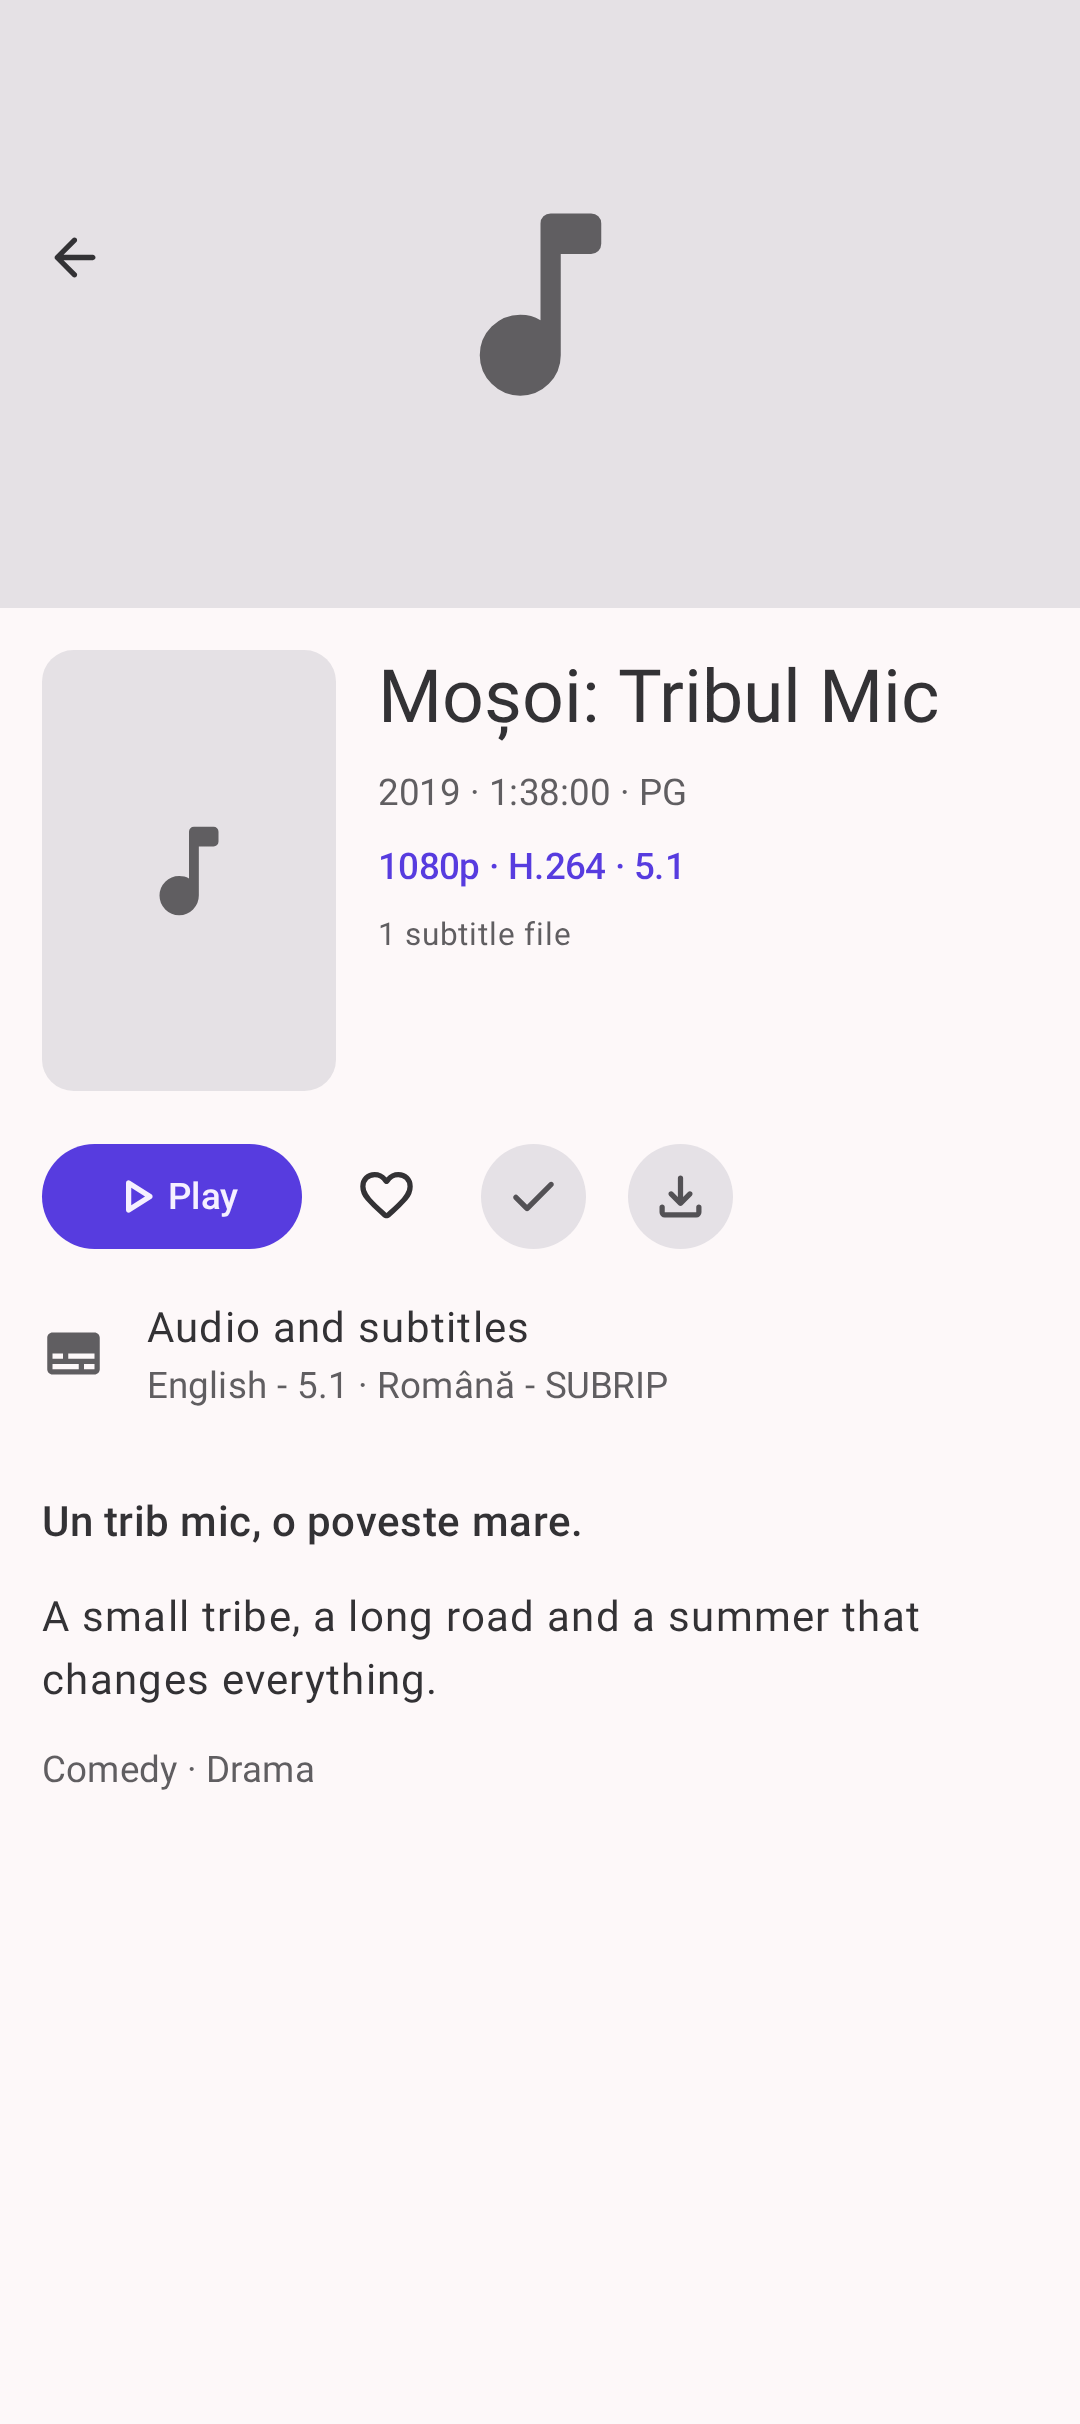 Moșoi: Tribul Mic
2019 · 1:38:00 · PG
1080p · H.264 · 5.1
1 subtitle file
Play
Audio and subtitles
English - 5.1 · Română - SUBRIP
Un trib mic, o poveste mare.
A small tribe, a long road and a summer that
changes everything.
Comedy · Drama